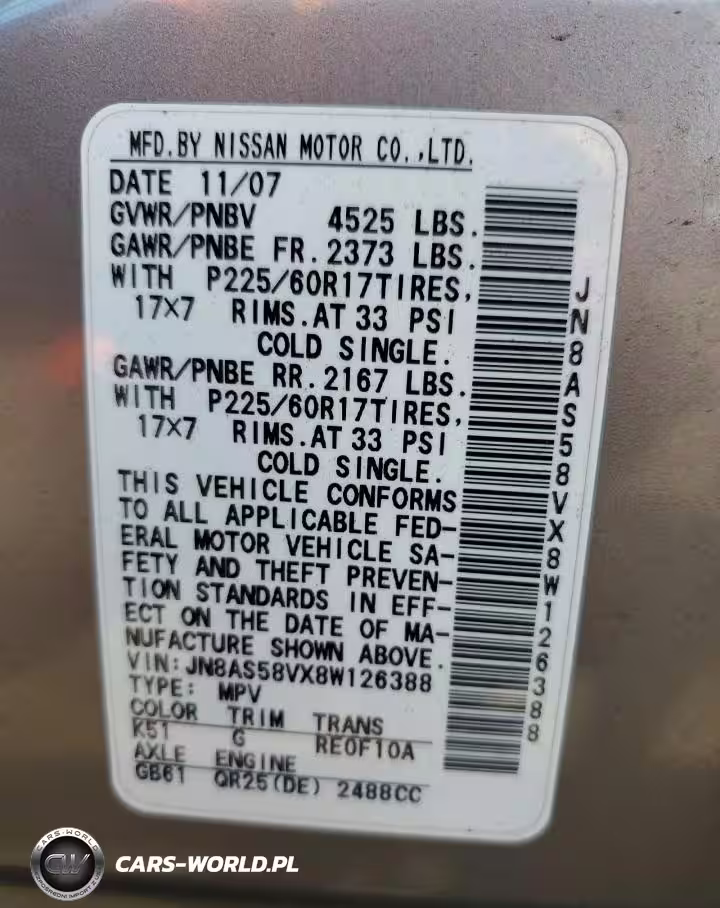 MFD.BY NISSAN MOTOR CO.,LTD.
DATE 11/07
GVWR/PNBV 4525 LBS.
GAWR/PNBE FR.2373 LBS.
WITH P225/60R17TIRES,
17×7 RIMS.AT 33 PSI
COLD SINGLE.
GAWR/PNBE RR.2167 LBS.
WITH P225/60R17TIRES,
17×7 RIMS.AT 33 PSI
COLD SINGLE.
THIS VEHICLE CONFORMS
TO ALL APPLICABLE FED-
ERAL MOTOR VEHICLE SA-
FETY AND THEFT PREVEN-
TION STANDARDS IN EFF-
ECT ON THE DATE OF MA-
NUFACTURE SHOWN ABOVE.
VIN:JN8AS58VX8W126388
TYPE: MPV
COLOR TRIM TRANS
K51 G RE0F10A
AXLE ENGINE
GB61 QR25(DE) 2488CC
JN8AS58VX8W126388
CARS-WORLD
CW
CARS-WORLD.PL